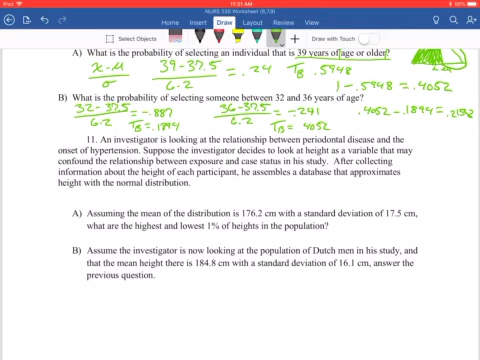 iPad
11:51 AM
NURS 330 Worksheet (6,7,9)
Home Insert Draw Layout Review View
Select Objects
Draw with Touch
A) What is the probability of selecting an individual that is 39 years of age or older?
x - μ / σ 39 - 37.5 / 6.2 = .24 TB .5948
1 - .5948 = .4052
B) What is the probability of selecting someone between 32 and 36 years of age?
32 - 37.5 / 6.2 = -.887 36 - 37.5 / 6.2 = -.241 .4052 - .1894 = .2158
TB = .1894 TB = 4052
11. An investigator is looking at the relationship between periodontal disease and the
onset of hypertension. Suppose the investigator decides to look at height as a variable that may
confound the relationship between exposure and case status in his study. After collecting
information about the height of each participant, he assembles a database that approximates
height with the normal distribution.
A) Assuming the mean of the distribution is 176.2 cm with a standard deviation of 17.5 cm,
what are the highest and lowest 1% of heights in the population?
B) Assume the investigator is now looking at the population of Dutch men in his study, and
that the mean height there is 184.8 cm with a standard deviation of 16.1 cm, answer the
previous question.